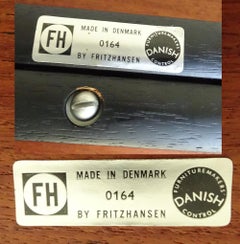 FH
MADE IN DENMARK
0164
BY FRITZHANSEN
FURNITUREMAKERS
DANISH
CONTROL
FH
MADE IN DENMARK
0164
BY FRITZHANSEN
FURNITUREMAKERS
DANISH
CONTROL